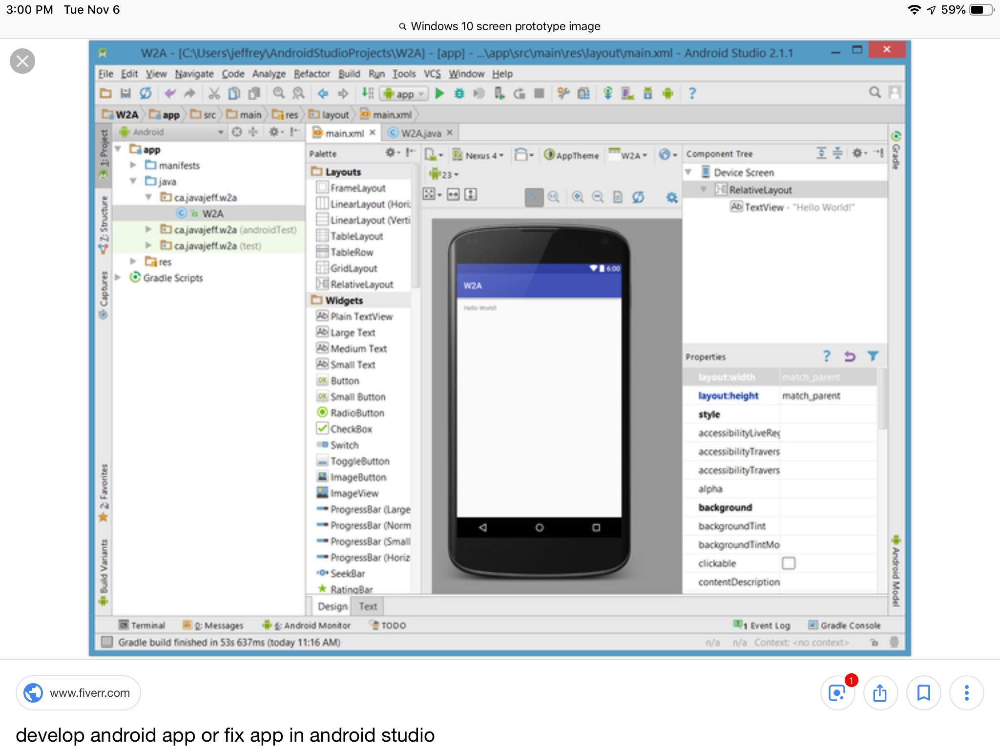 3:00 PM Tue Nov 6
59%
Windows 10 screen prototype image
W2A - [C:\Users\jeffrey\AndroidStudioProjects\W2A] - [app] - ...\app\src\main\res\layout\main.xml - Android Studio 2.1.1
File Edit View Navigate Code Analyze Refactor Build Run Tools VCS Window Help
app
?
W2A app src main res layout main.xml
1: Project
Z: Structure
Captures
2: Favorites
Build Variants
Android
app
manifests
java
ca.javajeff.w2a
W2A
ca.javajeff.w2a (androidTest)
ca.javajeff.w2a (test)
res
Gradle Scripts
main.xml
W2A.java
Palette
Layouts
FrameLayout
LinearLayout (Hori
LinearLayout (Verti
TableLayout
TableRow
GridLayout
RelativeLayout
Widgets
Plain TextView
Large Text
Medium Text
Small Text
Button
Small Button
RadioButton
CheckBox
Switch
ToggleButton
ImageButton
ImageView
ProgressBar (Large
ProgressBar (Norm
ProgressBar (Small
ProgressBar (Horiz
SeekBar
RatingBar
Nexus 4
AppTheme
W2A
23
6:00
W2A
Hello World!
Design
Text
Component Tree
Device Screen
RelativeLayout
TextView - "Hello World!"
Properties
?
layout:width match_parent
layout:height match_parent
style
accessibilityLiveReg
accessibilityTravers
accessibilityTravers
alpha
background
backgroundTint
backgroundTintMo
clickable
contentDescription
Gradle
Android Model
Terminal 0: Messages 6: Android Monitor TODO
1 Event Log Gradle Console
Gradle build finished in 53s 637ms (today 11:16 AM)
n/a n/a Context: <no context>
www.fiverr.com
1
develop android app or fix app in android studio